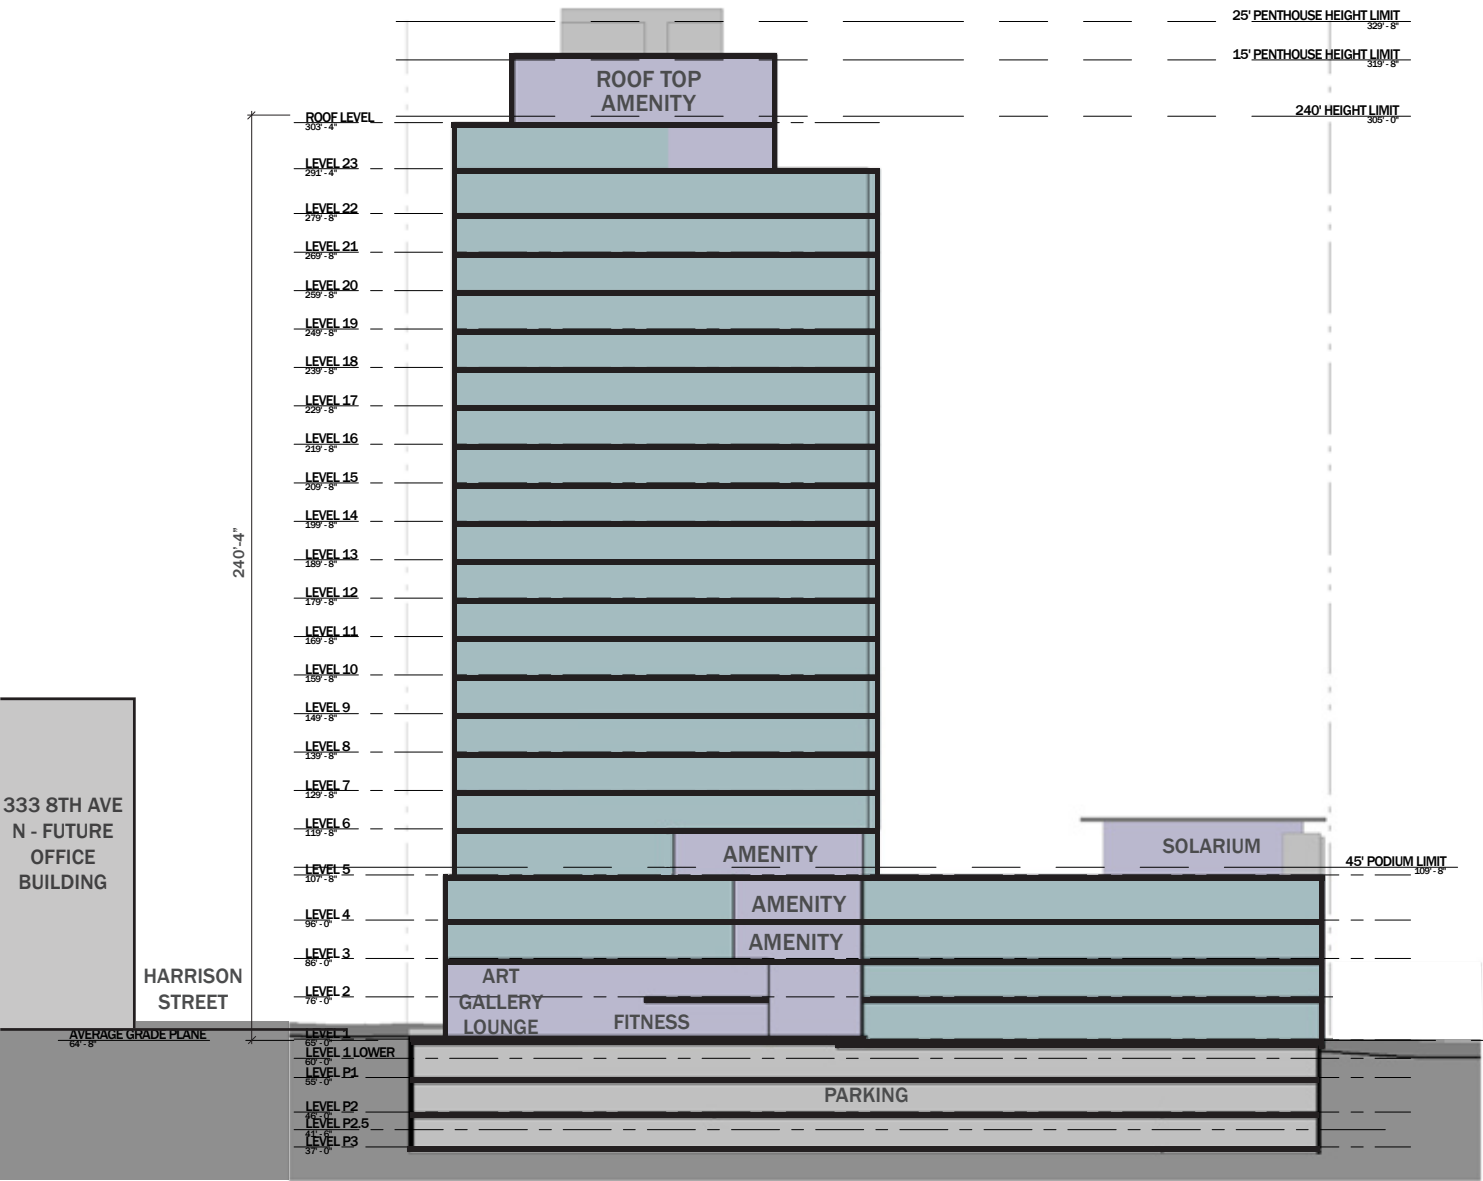 25' PENTHOUSE HEIGHT LIMIT
329' - 8"
15' PENTHOUSE HEIGHT LIMIT
319' - 8"
ROOF TOP
AMENITY
240' HEIGHT LIMIT
305' - 0"
ROOF LEVEL
303' - 4"
LEVEL 23
291' - 4"
LEVEL 22
279' - 8"
LEVEL 21
269' - 8"
LEVEL 20
259' - 8"
LEVEL 19
249' - 8"
LEVEL 18
239' - 8"
LEVEL 17
229' - 8"
LEVEL 16
219' - 8"
LEVEL 15
209' - 8"
LEVEL 14
199' - 8"
LEVEL 13
189' - 8"
LEVEL 12
179' - 8"
LEVEL 11
169' - 8"
LEVEL 10
159' - 8"
LEVEL 9
149' - 8"
LEVEL 8
139' - 8"
LEVEL 7
129' - 8"
LEVEL 6
119' - 8"
LEVEL 5
107' - 8"
LEVEL 4
96' - 0"
LEVEL 3
86' - 0"
LEVEL 2
76' - 0"
LEVEL 1
65' - 0"
LEVEL 1 LOWER
60' - 0"
LEVEL P1
55' - 0"
LEVEL P2
46' - 0"
LEVEL P2.5
41' - 6"
LEVEL P3
37' - 0"
240'-4"
333 8TH AVE
N - FUTURE
OFFICE
BUILDING
HARRISON
STREET
AVERAGE GRADE PLANE
64' - 8"
AMENITY
AMENITY
AMENITY
ART
GALLERY
LOUNGE
FITNESS
PARKING
SOLARIUM
45' PODIUM LIMIT
109' - 8"